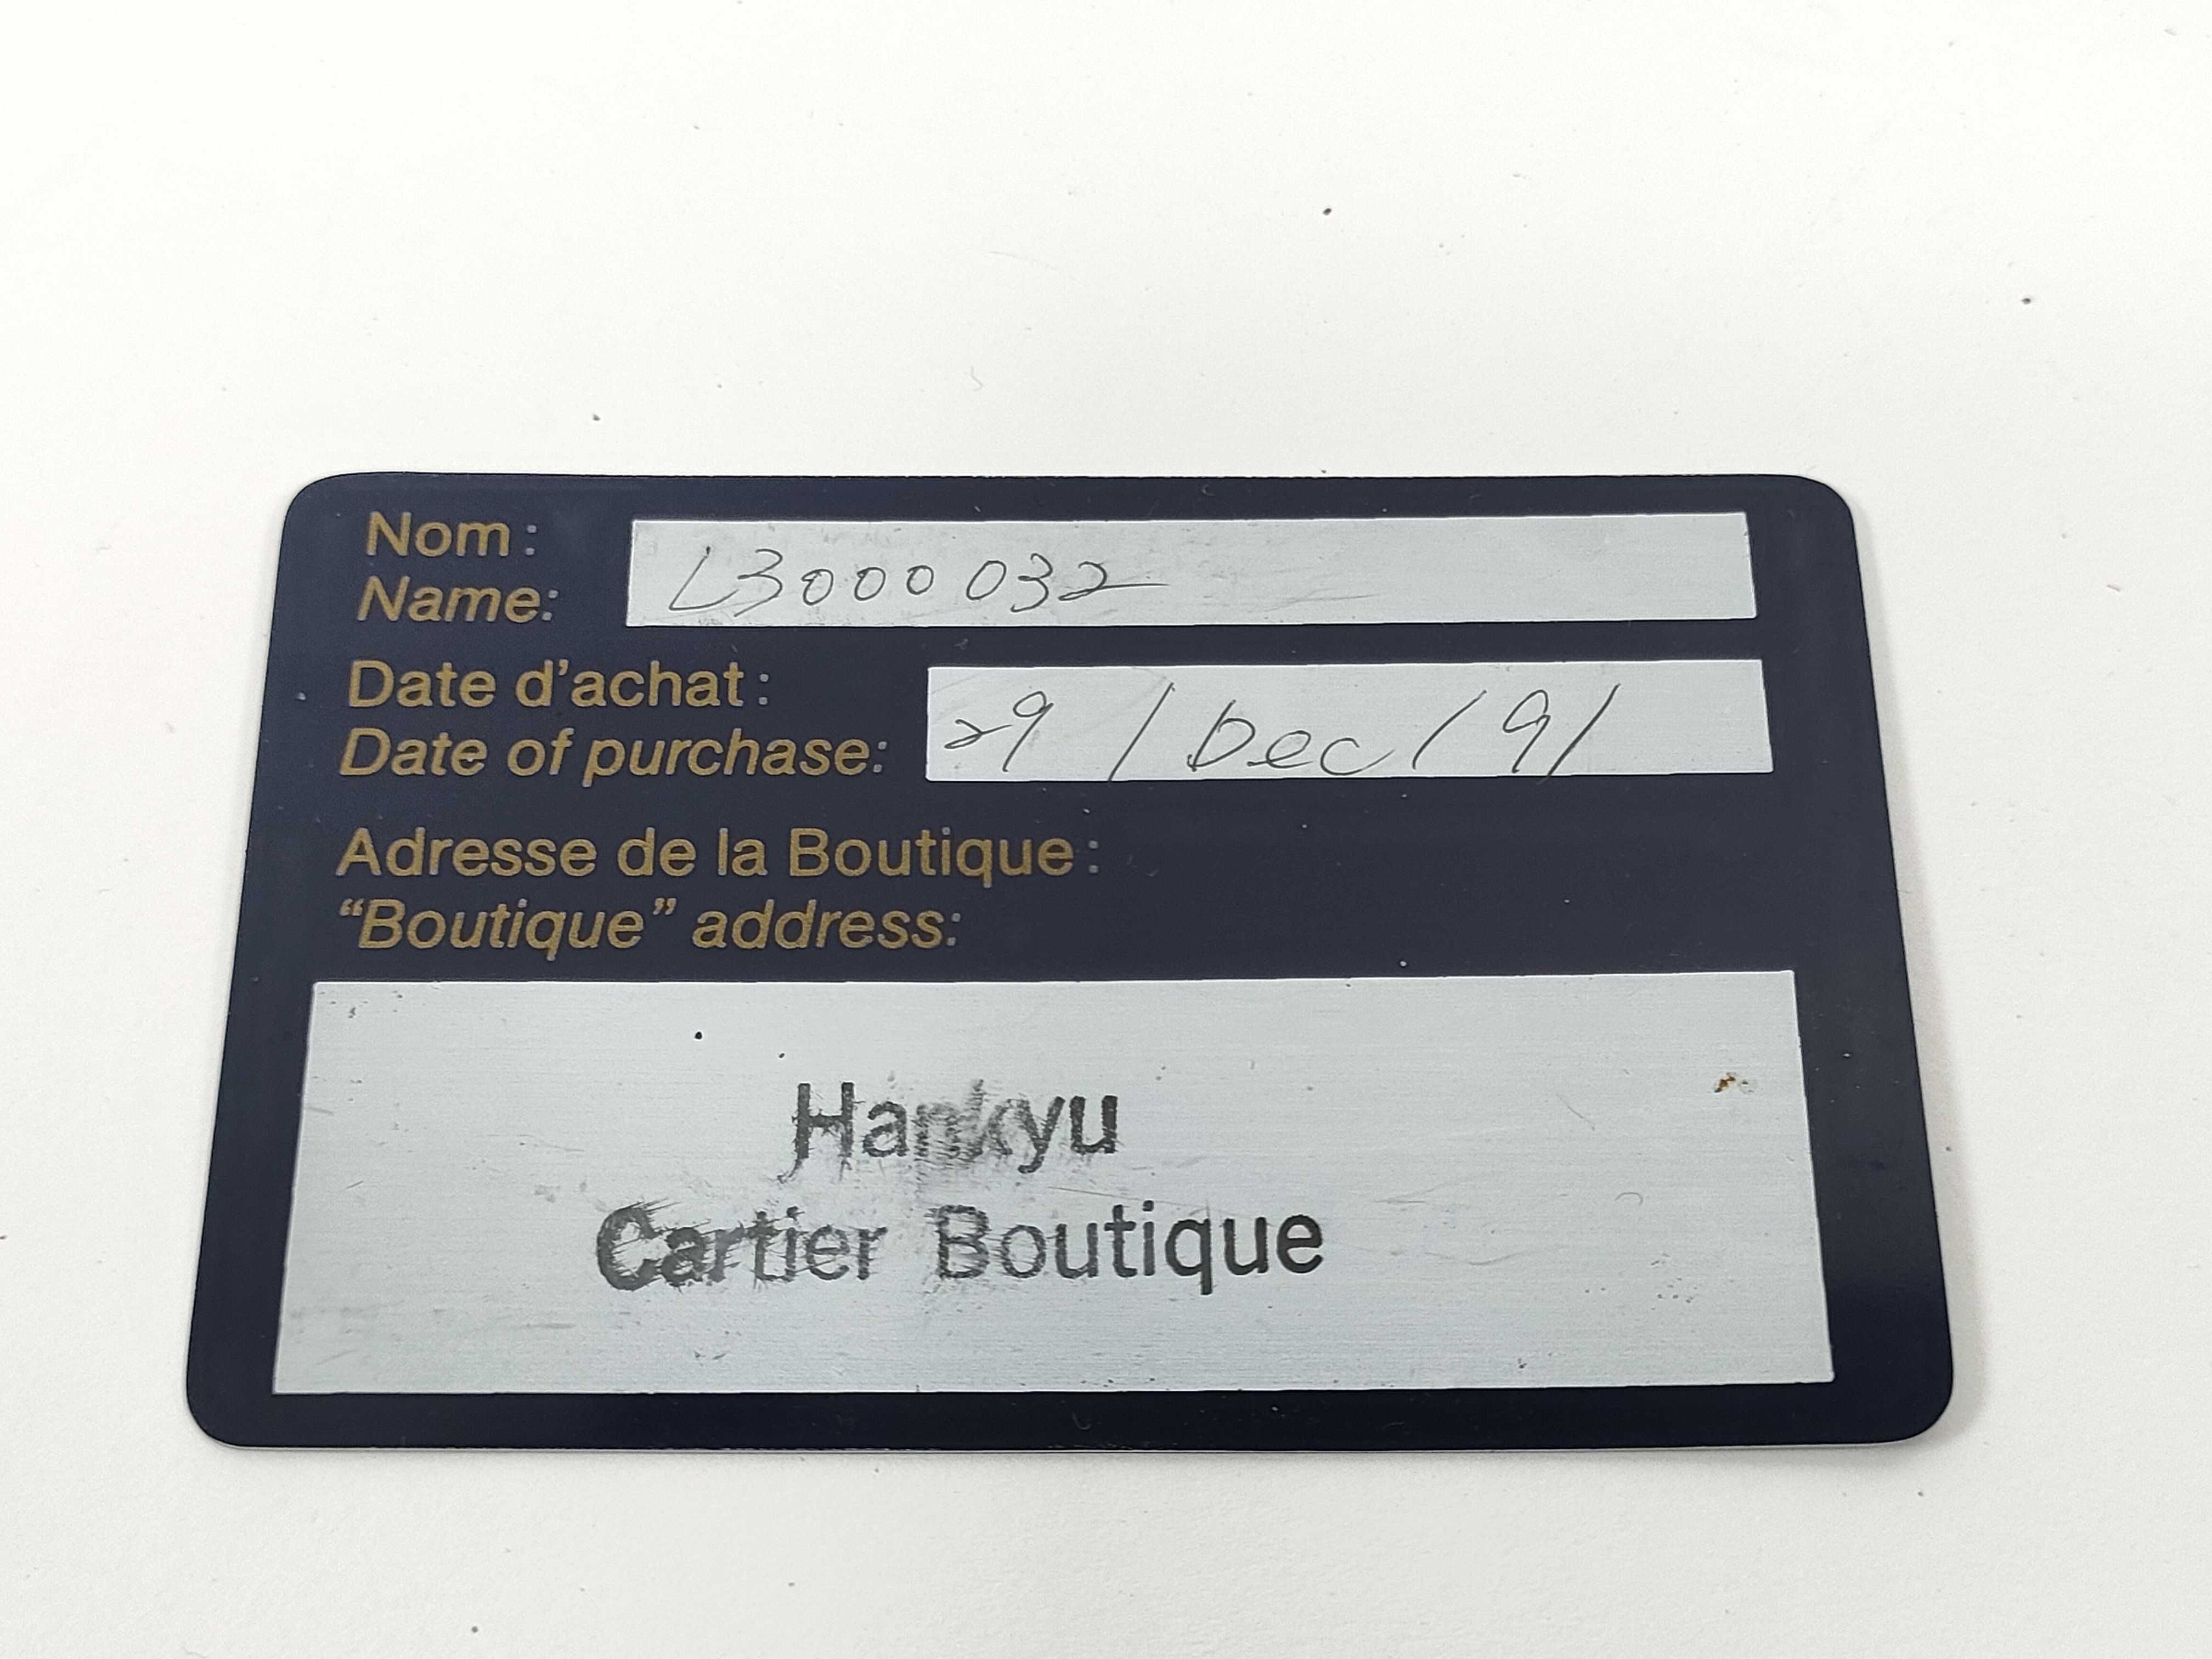 Nom:
Name: L3000032
Date d'achat:
Date of purchase: 29 / Dec / 91
Adresse de la Boutique:
“Boutique” address:
Hankyu
Cartier Boutique